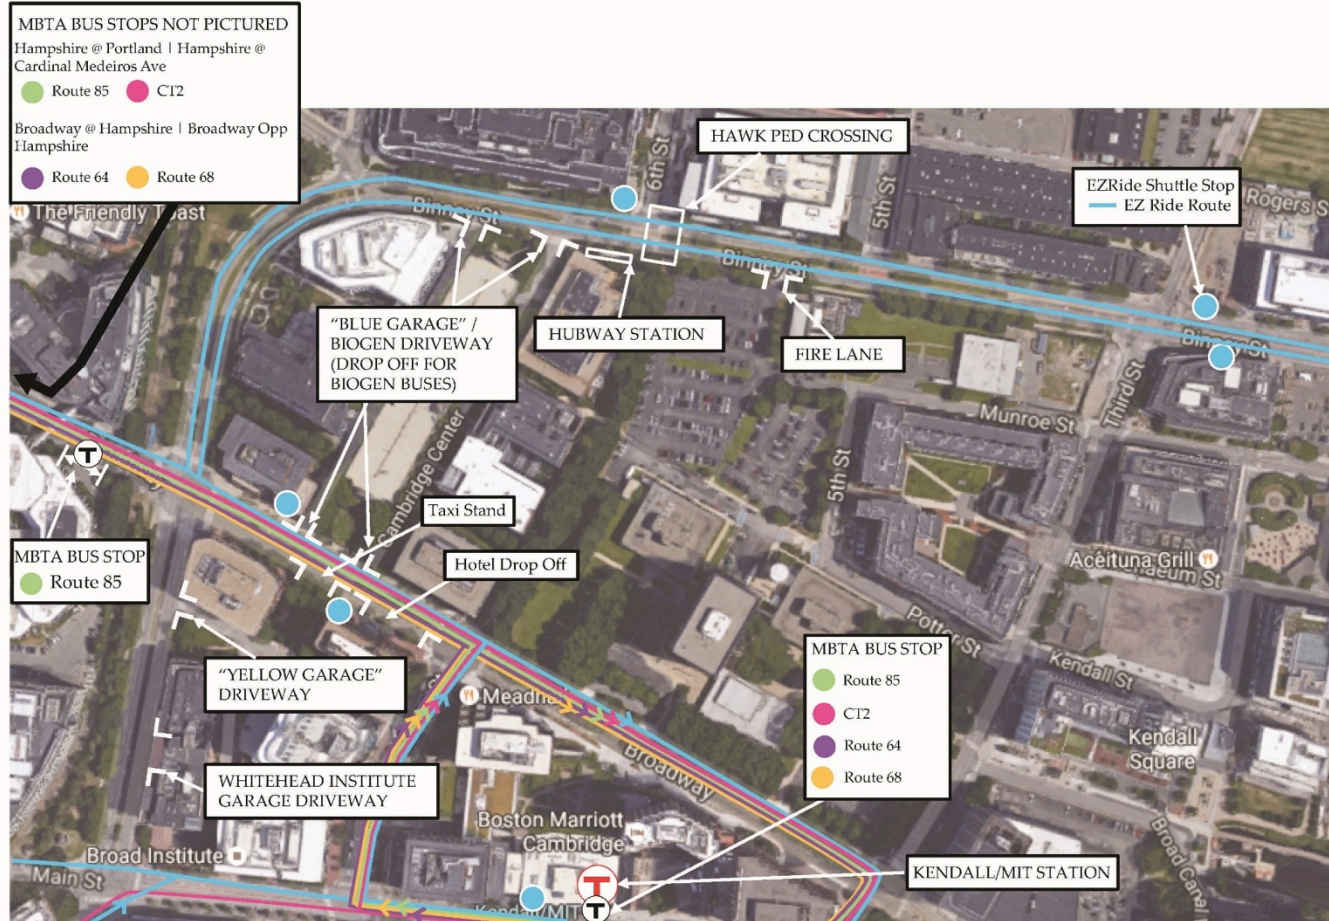 MBTA BUS STOPS NOT PICTURED
Hampshire @ Portland | Hampshire @
Cardinal Medeiros Ave
Route 85
CT2
Broadway @ Hampshire | Broadway Opp
Hampshire
Route 64
Route 68
The Friendly Toast
HAWK PED CROSSING
6th St
5th St
EZRide Shuttle Stop
EZ Ride Route
Rogers S
Binney St
Binney St
Binney St
"BLUE GARAGE" /
BIOGEN DRIVEWAY
(DROP OFF FOR
BIOGEN BUSES)
HUBWAY STATION
FIRE LANE
Munroe St
Third St
5th St
Cambridge Center
Taxi Stand
Hotel Drop Off
T
MBTA BUS STOP
Route 85
Aceituna Grill
naeum St
Potter St
"YELLOW GARAGE"
DRIVEWAY
Meadha
MBTA BUS STOP
Route 85
CT2
Route 64
Route 68
Kendall St
Kendall
Square
Broadway
WHITEHEAD INSTITUTE
GARAGE DRIVEWAY
Boston Marriott
Cambridge
Broad Institute
Main St
Broad Canal
KENDALL/MIT STATION
T
Kendall/MIT
T